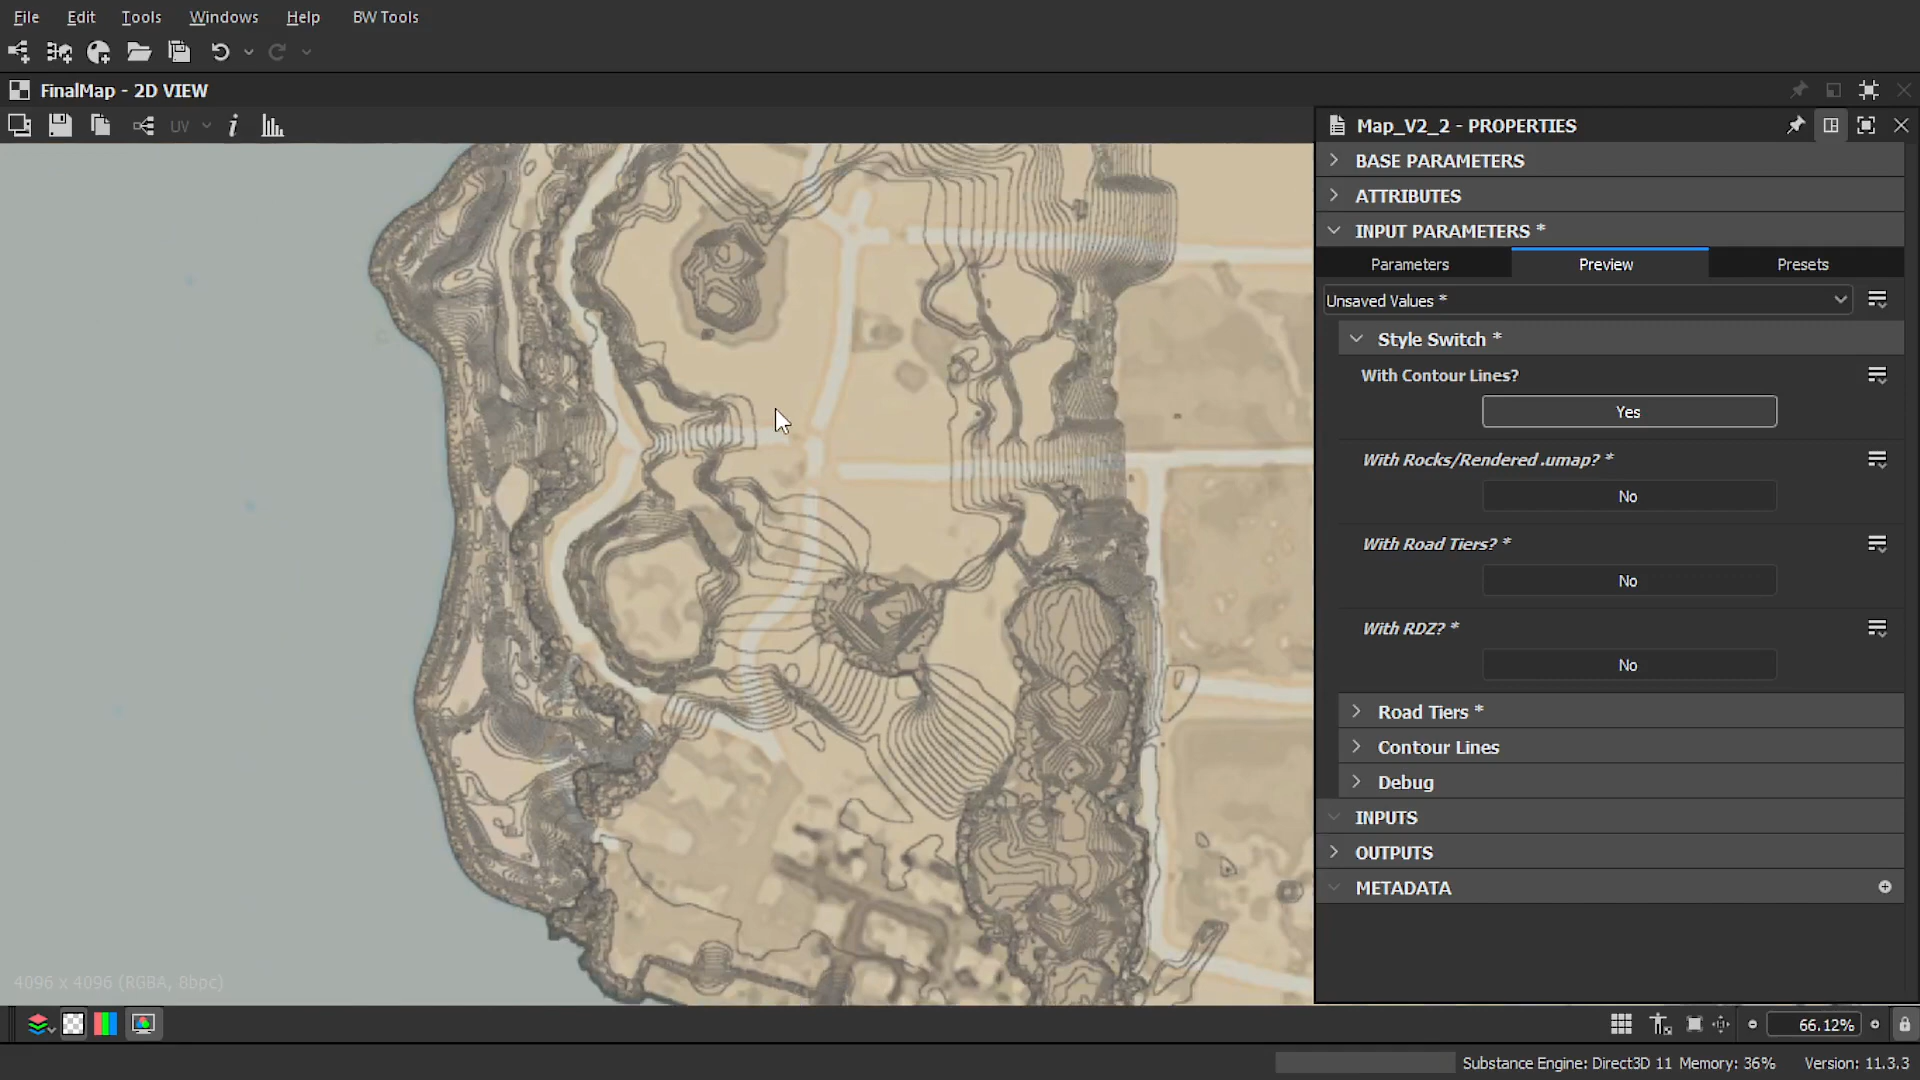 File Edit Tools Windows Help BW Tools
FinalMap - 2D VIEW
UV
Map_V2_2 - PROPERTIES
BASE PARAMETERS
ATTRIBUTES
INPUT PARAMETERS *
Parameters Preview Presets
Unsaved Values *
Style Switch *
With Contour Lines?
Yes
With Rocks/Rendered .umap? *
No
With Road Tiers? *
No
With RDZ? *
No
Road Tiers *
Contour Lines
Debug
INPUTS
OUTPUTS
METADATA
4096 x 4096 (RGBA, 8bpc)
66.12%
Substance Engine: Direct3D 11 Memory: 36% Version: 11.3.3